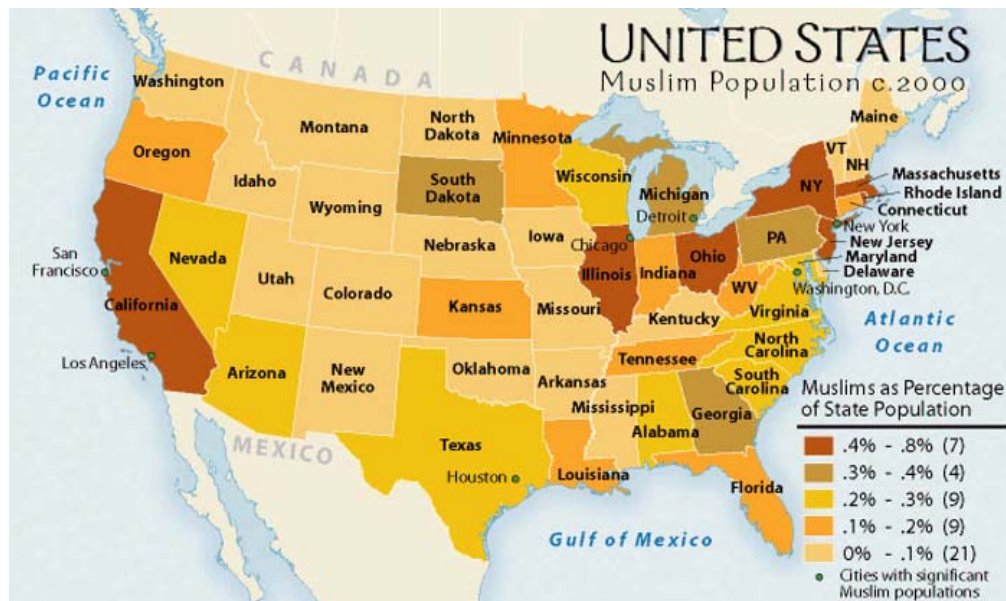 UNITED STATES
Muslim Population c.2000
CANADA
Pacific
Ocean
Washington
Oregon
Idaho
Montana
Wyoming
North
Dakota
South
Dakota
Minnesota
Wisconsin
Michigan
Detroit
Maine
VT
NH
NY
Massachusetts
Rhode Island
Connecticut
New York
New Jersey
Maryland
Delaware
Washington, D.C.
PA
San
Francisco
California
Los Angeles
Nevada
Utah
Colorado
Nebraska
Iowa
Chicago
Illinois
Indiana
Ohio
WV
Virginia
Kansas
Missouri
Kentucky
North
Carolina
Tennessee
South
Carolina
Arizona
New
Mexico
Oklahoma
Arkansas
Mississippi
Alabama
Georgia
Texas
Houston
Louisiana
Florida
MEXICO
Gulf of Mexico
Atlantic
Ocean
Muslims as Percentage
of State Population
.4% - .8% (7)
.3% - .4% (4)
.2% - .3% (9)
.1% - .2% (9)
0% - .1% (21)
Cities with significant
Muslim populations